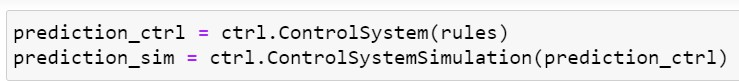 prediction_ctrl = ctrl.ControlSystem(rules)
prediction_sim = ctrl.ControlSystemSimulation(prediction_ctrl)